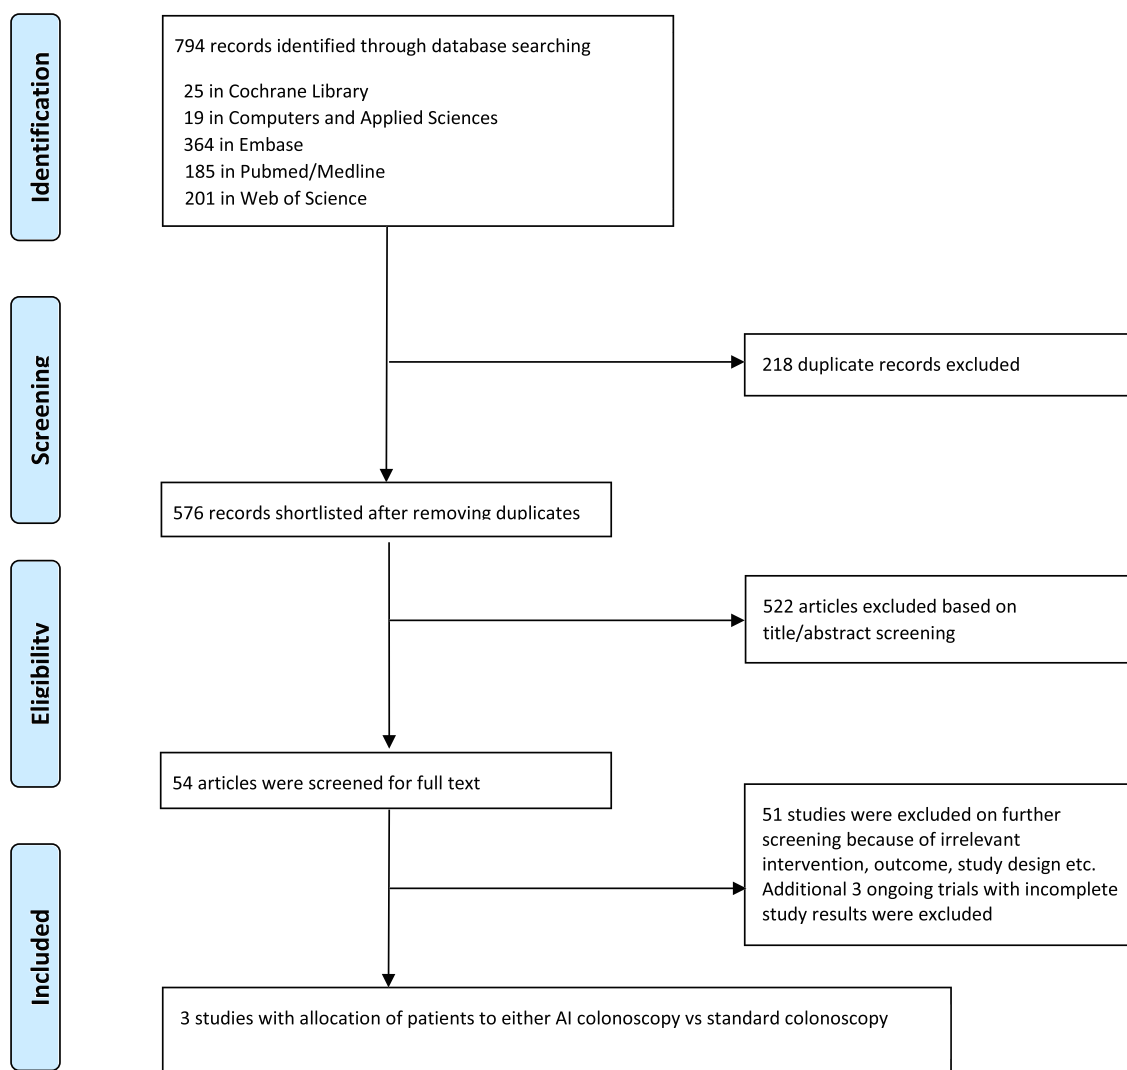 Identification
794 records identified through database searching
25 in Cochrane Library
19 in Computers and Applied Sciences
364 in Embase
185 in Pubmed/Medline
201 in Web of Science
Screening
218 duplicate records excluded
576 records shortlisted after removing duplicates
Eligibility
522 articles excluded based on
title/abstract screening
54 articles were screened for full text
51 studies were excluded on further
screening because of irrelevant
intervention, outcome, study design etc.
Additional 3 ongoing trials with incomplete
study results were excluded
Included
3 studies with allocation of patients to either AI colonoscopy vs standard colonoscopy